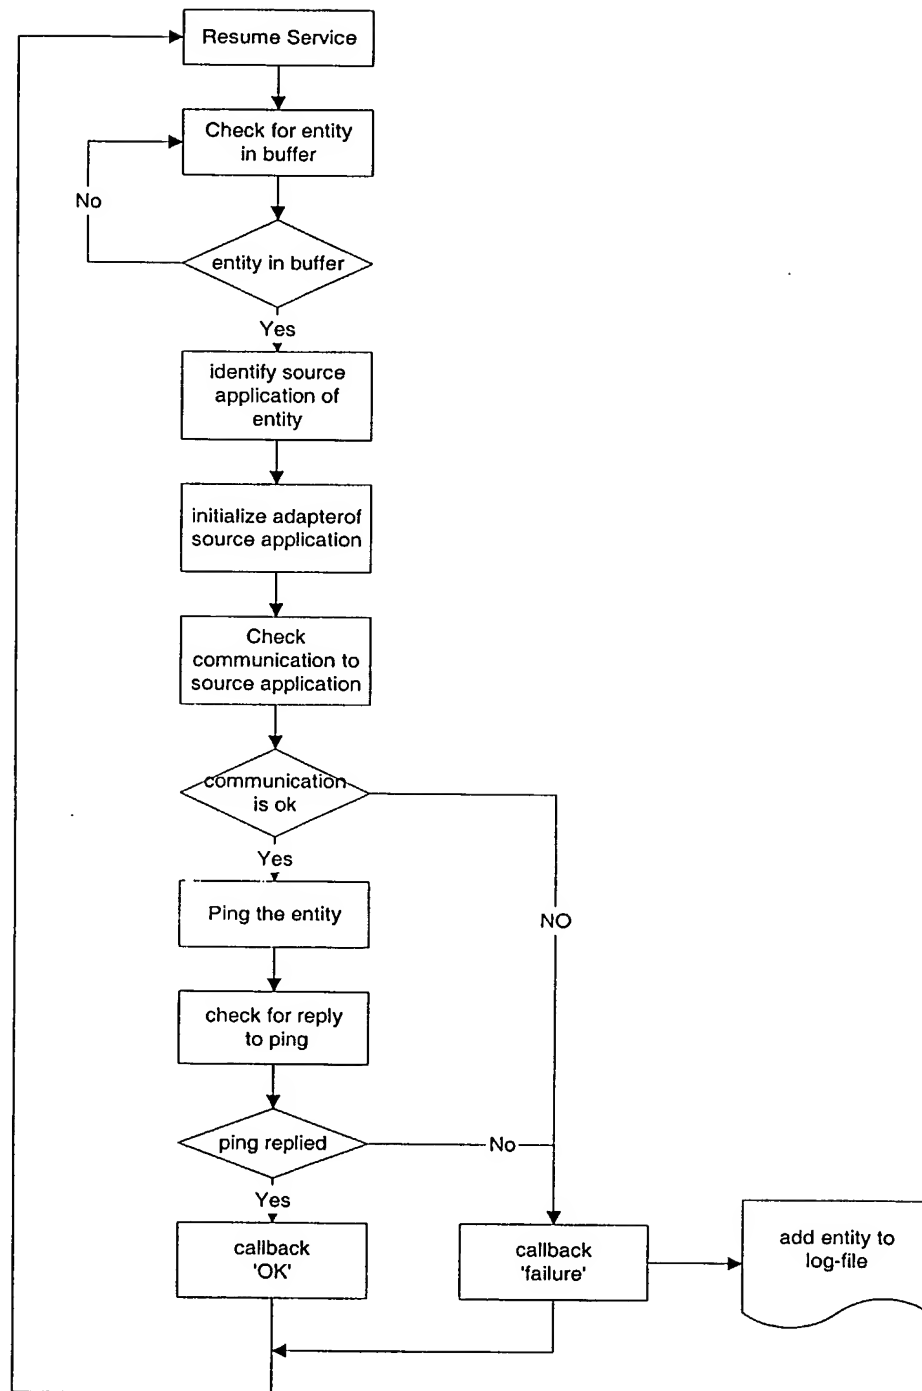 Resume Service
Check for entity
in buffer
No
entity in buffer
Yes
identify source
application of
entity
initialize adapterof
source application
Check
communication to
source application
communication
is ok
Yes
Ping the entity
NO
check for reply
to ping
ping replied
No
Yes
callback
'OK'
callback
'failure'
add entity to
log-file